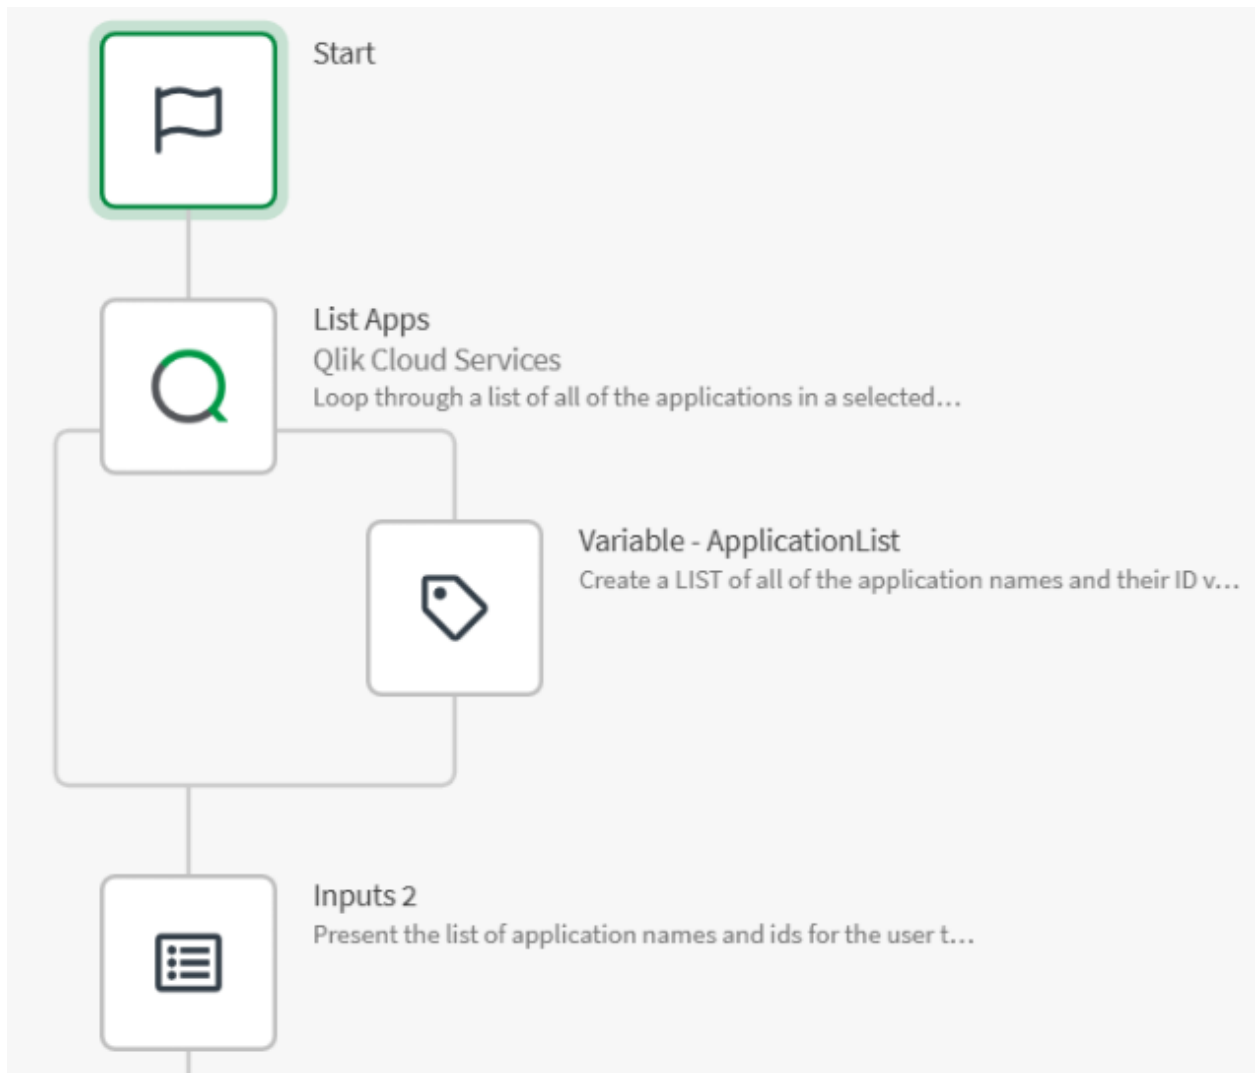 Start
List Apps
Qlik Cloud Services
Loop through a list of all of the applications in a selected...
Variable - ApplicationList
Create a LIST of all of the application names and their ID v...
Inputs 2
Present the list of application names and ids for the user t...